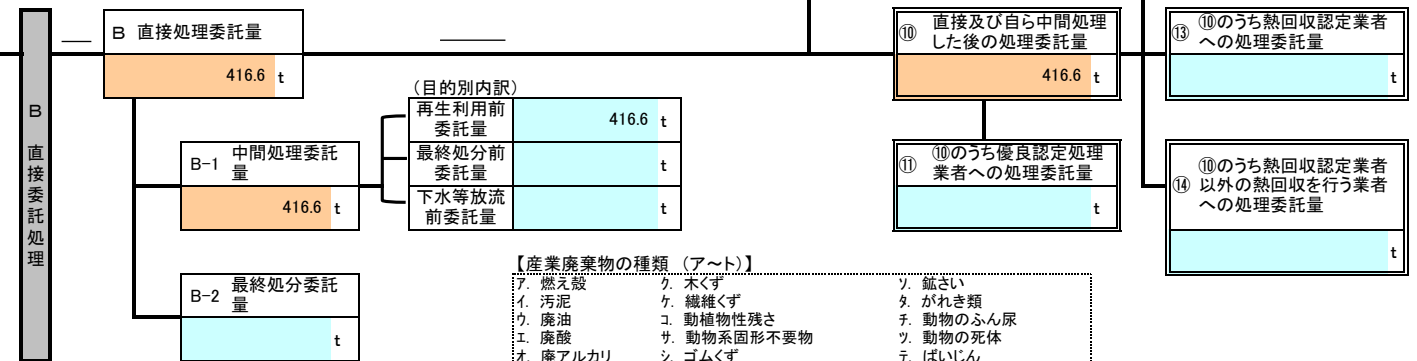 B 直接委託処理
B 直接処理委託量
416.6 t
B-1 中間処理委託
量
416.6 t
B-2 最終処分委託
量
t
(目的別内訳)
再生利用前
委託量
416.6 t
最終処分前
委託量
t
下水等放流
前委託量
t
⑩ 直接及び自ら中間処理
した後の処理委託量
416.6 t
⑪ ⑩のうち優良認定処理
業者への処理委託量
t
⑬ ⑩のうち熱回収認定業者
への処理委託量
t
⑭ ⑩のうち熱回収認定業者
以外の熱回収を行う業者
への処理委託量
t
【産業廃棄物の種類 (ア~ト)】
ア. 燃え殻 ク. 木くず ソ. 鉱さい
イ. 汚泥 ケ. 繊維くず タ. がれき類
ウ. 廃油 コ. 動植物性残さ チ. 動物のふん尿
エ. 廃酸 サ. 動物系固形不要物 ツ. 動物の死体
オ. 廃アルカリ シ. ゴムくず テ. ばいじん